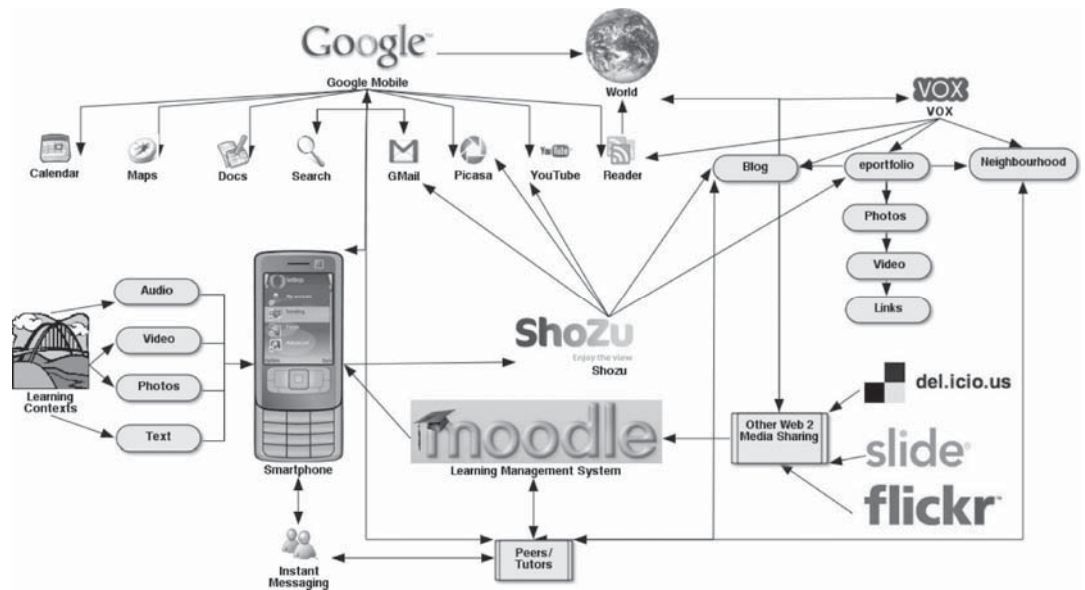 Google™
Google Mobile
World
VOX
VOX
Calendar
Maps
Docs
Search
GMail
Picasa
YouTube
Reader
Blog
eportfolio
Neighbourhood
Photos
Video
Links
Audio
Video
Photos
Text
Learning
Contexts
Smartphone
ShoZu
Enjoy the view
Shozu
moodle
Learning Management System
Other Web 2
Media Sharing
del.icio.us
slide®
flickr™
Instant
Messaging
Peers/
Tutors